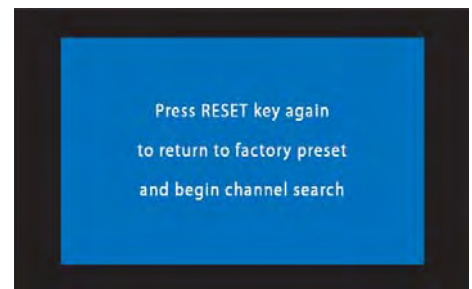 Press RESET key again
to return to factory preset
and begin channel search